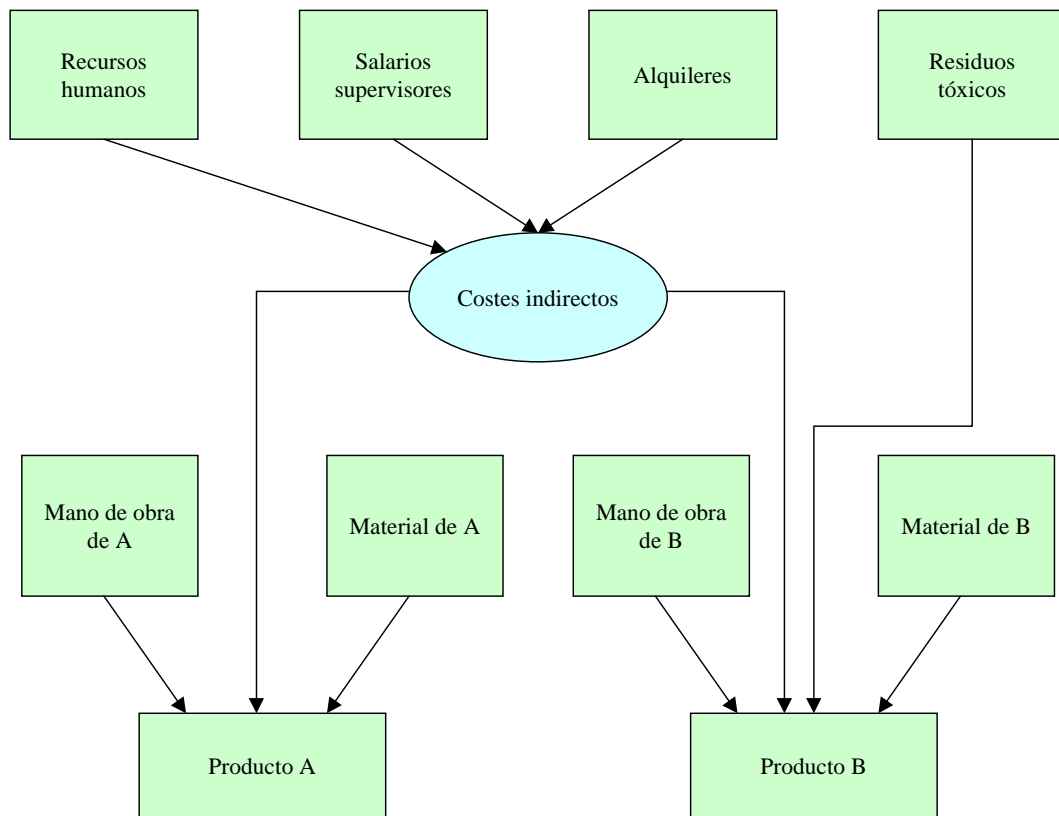 Recursos
humanos
Salarios
supervisores
Alquileres
Residuos
tóxicos
Costes indirectos
Mano de obra
de A
Material de A
Mano de obra
de B
Material de B
Producto A
Producto B